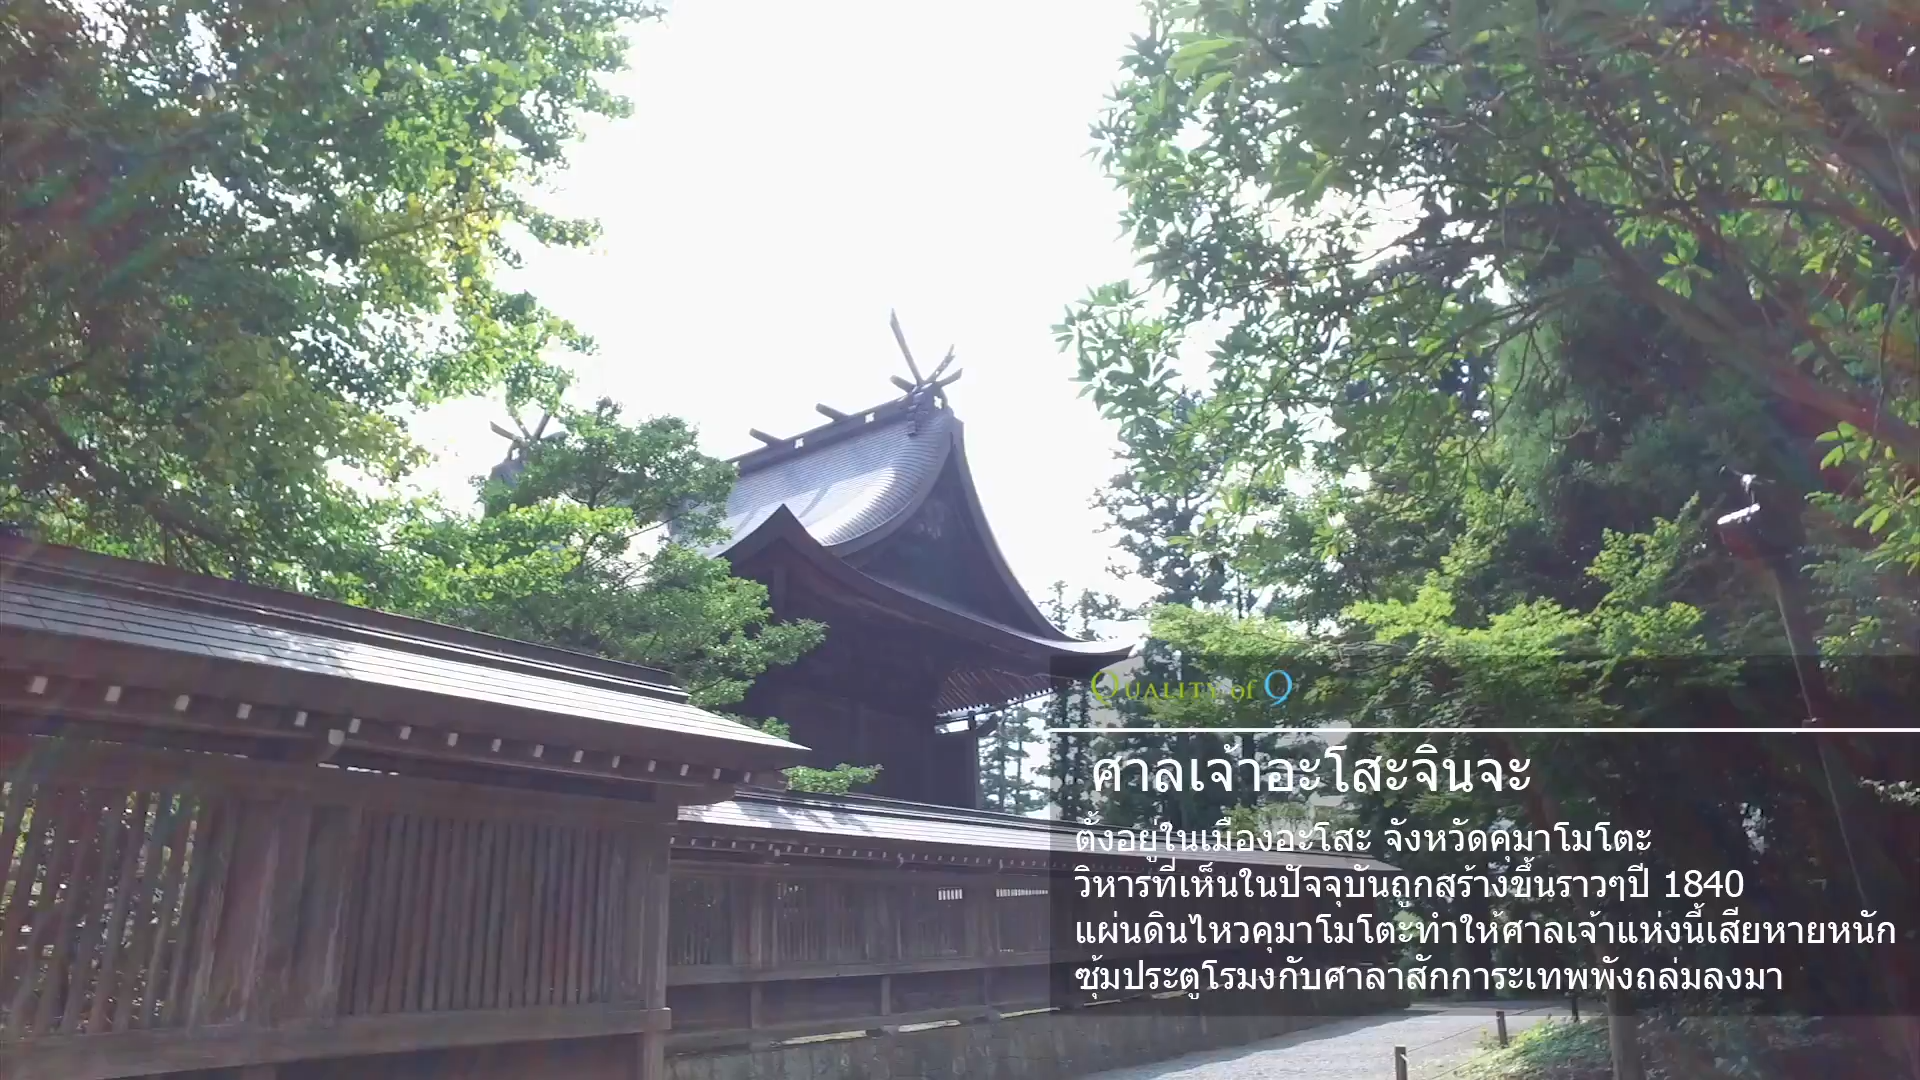 QUALITY of 9
ศาลเจ้าอะโสะจินจะ
ตั้งอยู่ในเมืองอะโสะ จังหวัดคุมาโมโตะ
วิหารที่เห็นในปัจจุบันถูกสร้างขึ้นราวๆปี 1840
แผ่นดินไหวคุมาโมโตะทำให้ศาลเจ้าแห่งนี้เสียหายหนัก
ซุ้มประตูโรมงกับศาลาสักการะเทพพังถล่มลงมา